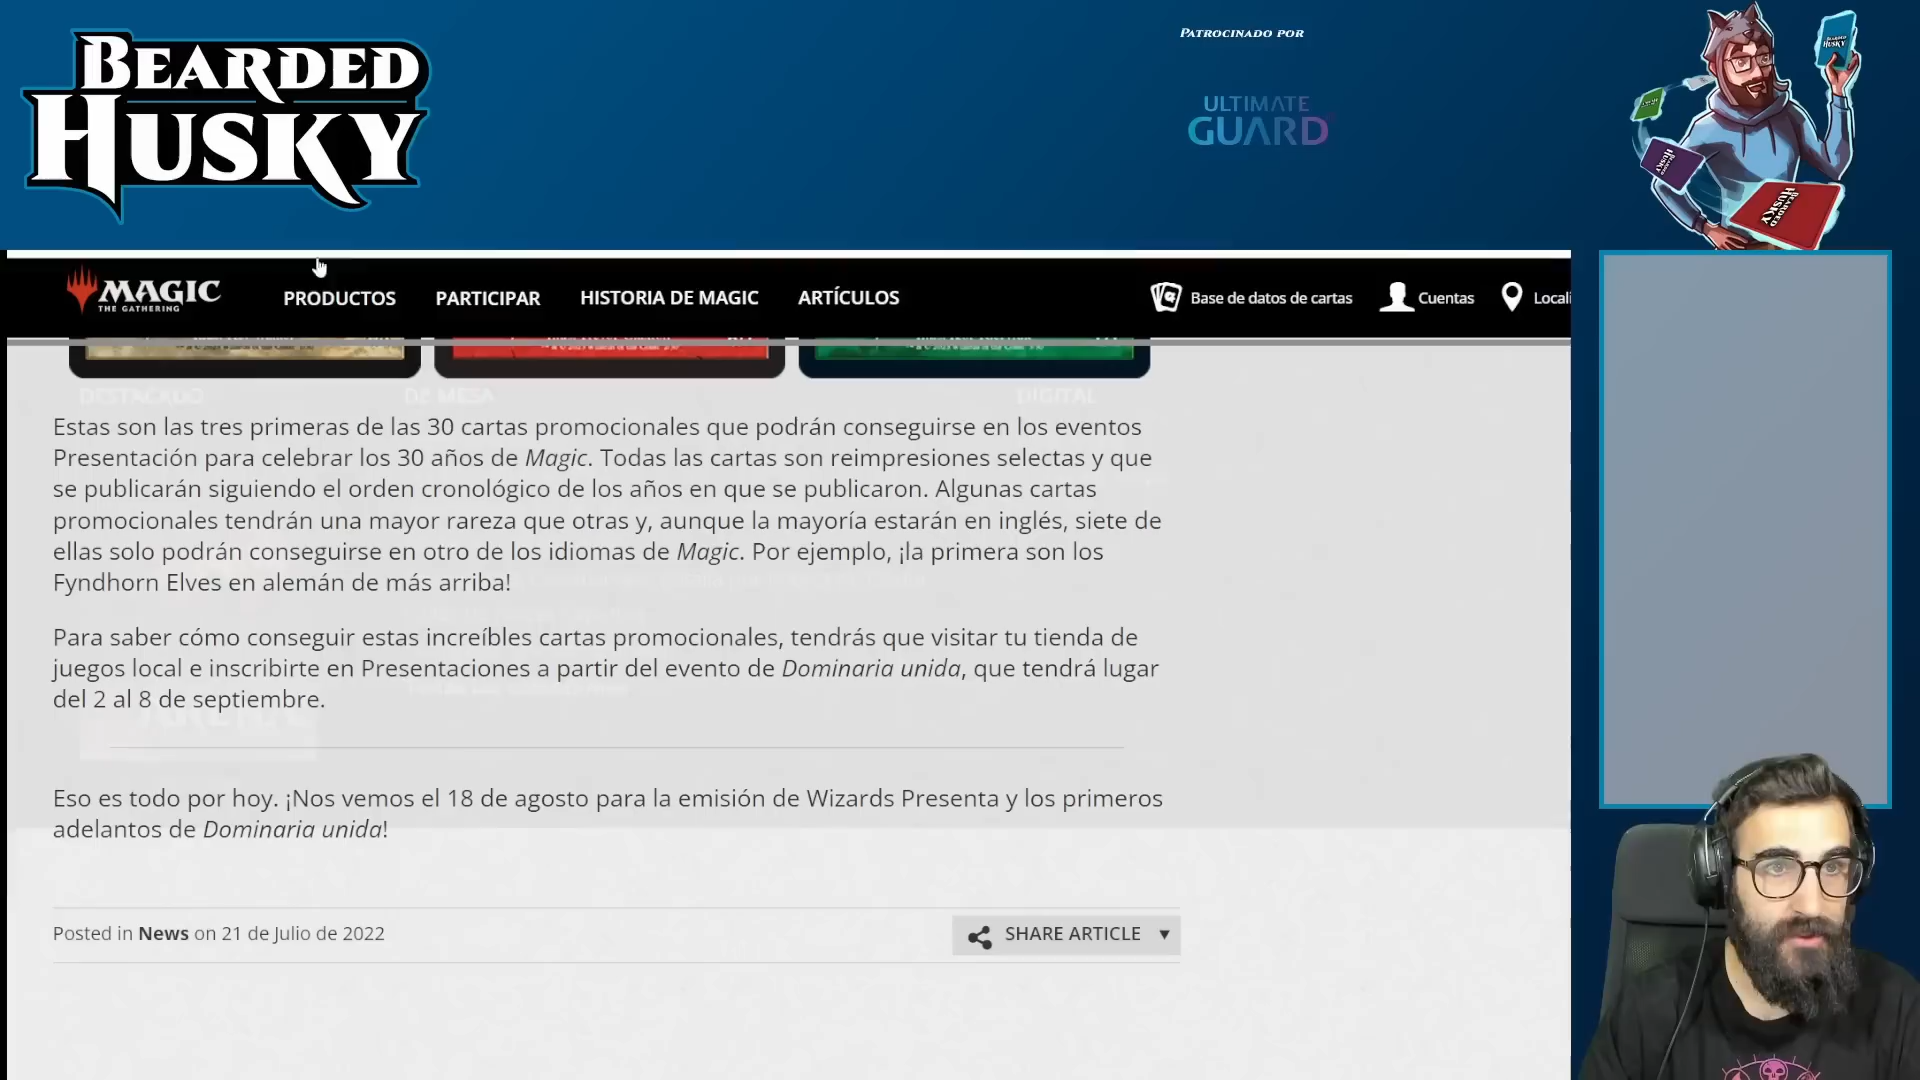 BEARDED
HUSKY
PATROCINADO POR
ULTIMATE
GUARD
BEARDED
HUSKY
HUSKY
BEARDED
HUSKY
MAGIC
THE GATHERING
PRODUCTOS
PARTICIPAR
HISTORIA DE MAGIC
ARTÍCULOS
Base de datos de cartas
Cuentas
Locali
DESTACADO
DE MESA
DIGITAL
Estas son las tres primeras de las 30 cartas promocionales que podrán conseguirse en los eventos
Presentación para celebrar los 30 años de Magic. Todas las cartas son reimpresiones selectas y que
se publicarán siguiendo el orden cronológico de los años en que se publicaron. Algunas cartas
promocionales tendrán una mayor rareza que otras y, aunque la mayoría estarán en inglés, siete de
ellas solo podrán conseguirse en otro de los idiomas de Magic. Por ejemplo, ¡la primera son los
Fyndhorn Elves en alemán de más arriba!
Para saber cómo conseguir estas increíbles cartas promocionales, tendrás que visitar tu tienda de
juegos local e inscribirte en Presentaciones a partir del evento de Dominaria unida, que tendrá lugar
del 2 al 8 de septiembre.
Eso es todo por hoy. ¡Nos vemos el 18 de agosto para la emisión de Wizards Presenta y los primeros
adelantos de Dominaria unida!
Posted in News on 21 de Julio de 2022
SHARE ARTICLE